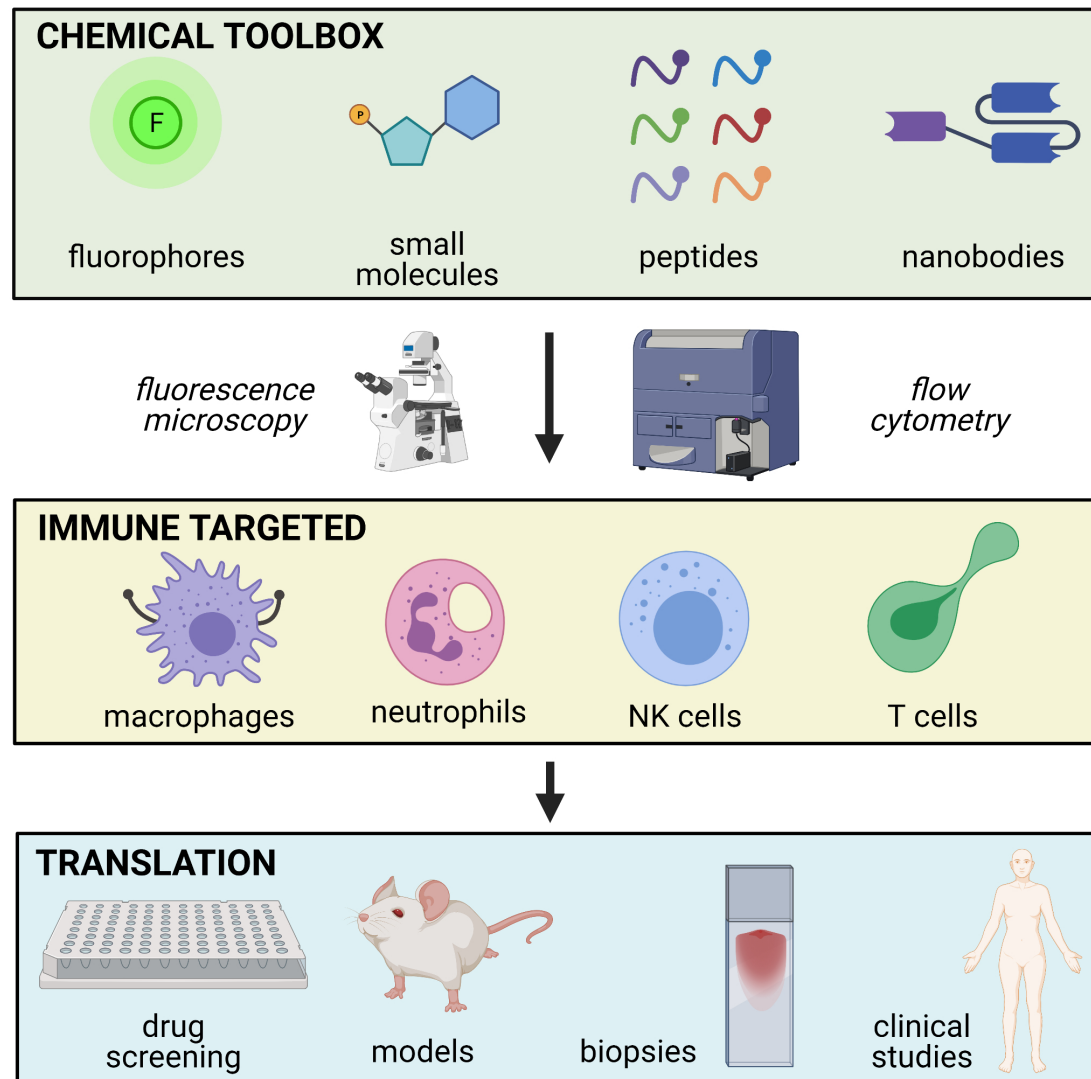 CHEMICAL TOOLBOX
F
P
fluorophores
small
molecules
peptides
nanobodies
fluorescence
microscopy
flow
cytometry
IMMUNE TARGETED
macrophages
neutrophils
NK cells
T cells
TRANSLATION
drug
screening
models
biopsies
clinical
studies